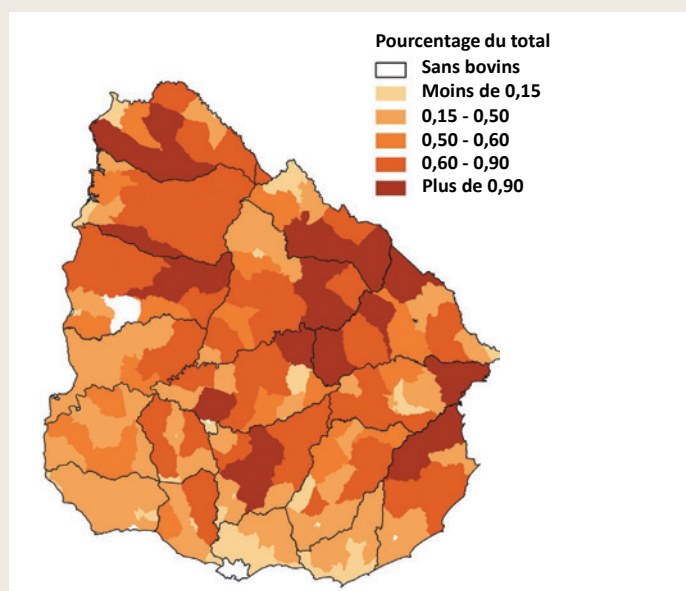 Pourcentage du total
Sans bovins
Moins de 0,15
0,15 - 0,50
0,50 - 0,60
0,60 - 0,90
Plus de 0,90